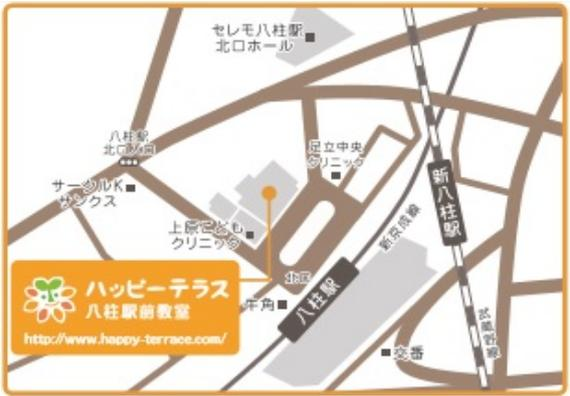 セレモ八柱駅
北口ホール
八柱駅
北口入口
足立中央
クリニック
サークルK
サンクス
上原こども
クリニック
新八柱駅
新京成線
北口
八柱駅
牛角
交番
武蔵野線
ハッピーテラス
八柱駅前教室
http://www.happy-terrace.com/